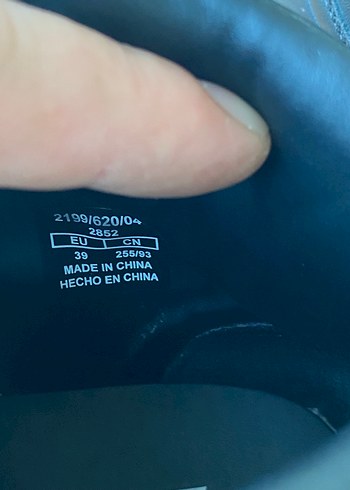 2199/620/04
2852
EU CN
39 255/93
MADE IN CHINA
HECHO EN CHINA